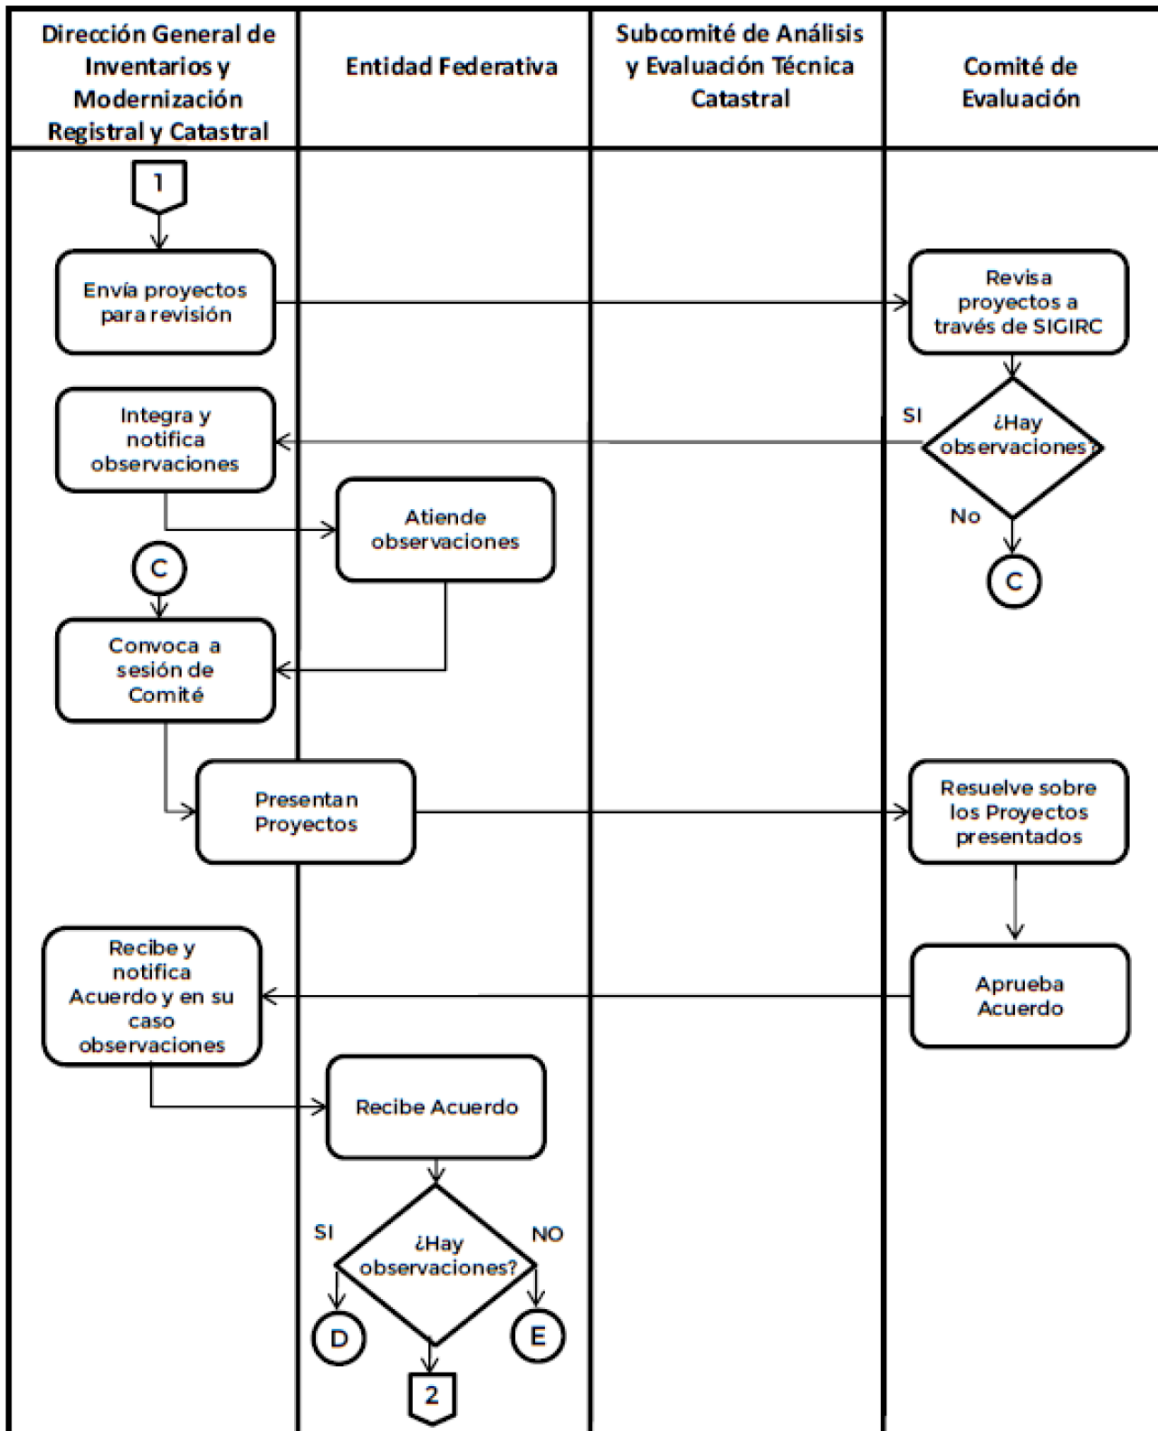 Dirección General de
Inventarios y
Modernización
Registral y Catastral
Entidad Federativa
Subcomité de Análisis
y Evaluación Técnica
Catastral
Comité de
Evaluación
1
Envía proyectos
para revisión
Revisa
proyectos a
través de SIGIRC
Integra y
notifica
observaciones
SI
¿Hay
observaciones?
No
Atiende
observaciones
C
C
Convoca a
sesión de
Comité
Presentan
Proyectos
Resuelve sobre
los Proyectos
presentados
Recibe y
notifica
Acuerdo y en su
caso
observaciones
Aprueba
Acuerdo
Recibe Acuerdo
SI
¿Hay
observaciones?
NO
D
E
2